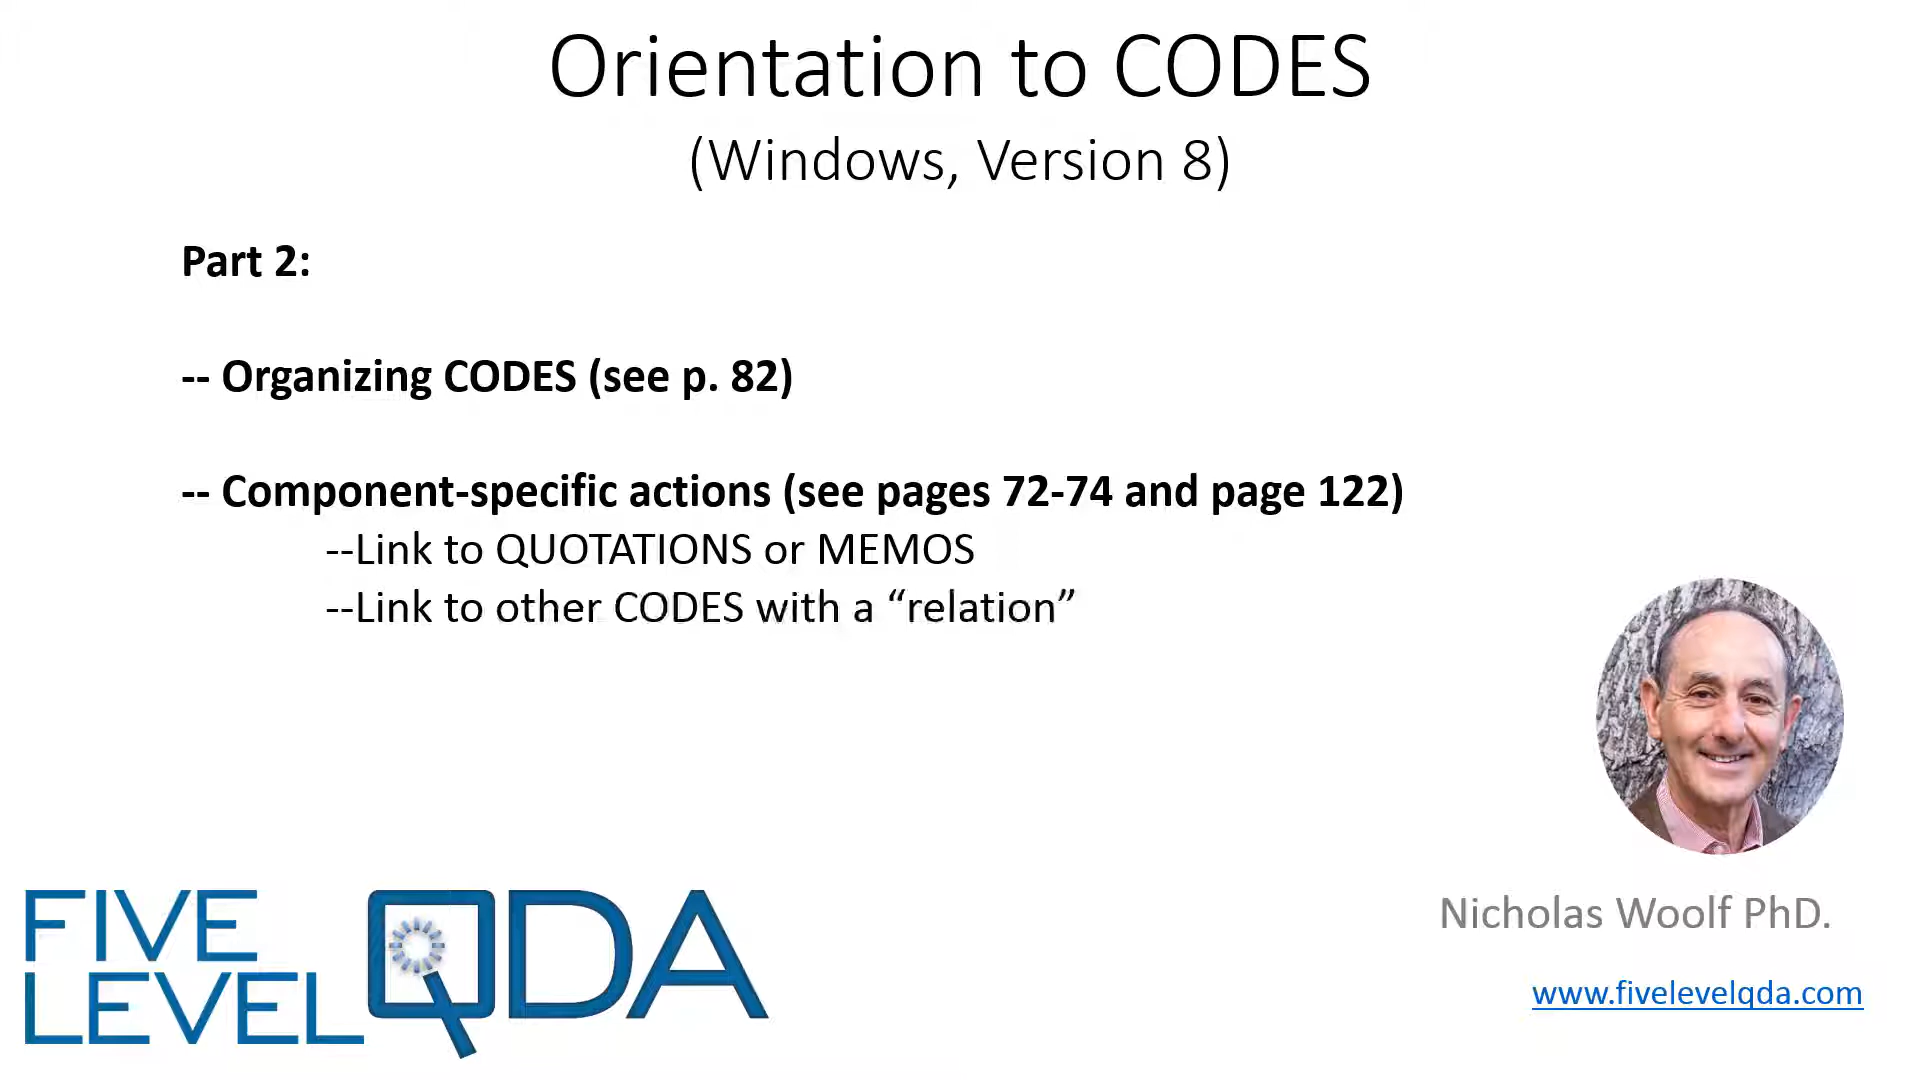 Orientation to CODES
(Windows, Version 8)
Part 2:
-- Organizing CODES (see p. 82)
-- Component-specific actions (see pages 72-74 and page 122)
--Link to QUOTATIONS or MEMOS
--Link to other CODES with a “relation”
Nicholas Woolf PhD.
www.fivelevelqda.com
FIVE
LEVEL QDA